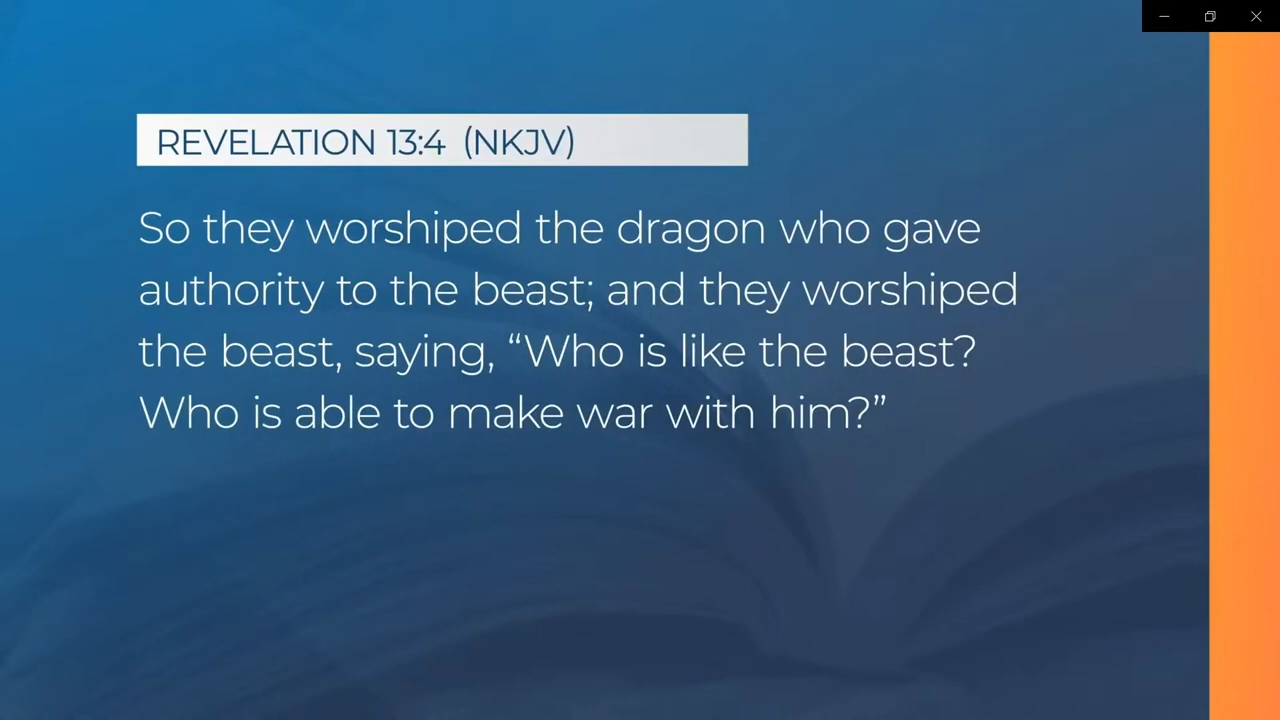 REVELATION 13:4 (NKJV)
So they worshiped the dragon who gave
authority to the beast; and they worshiped
the beast, saying, “Who is like the beast?
Who is able to make war with him?”